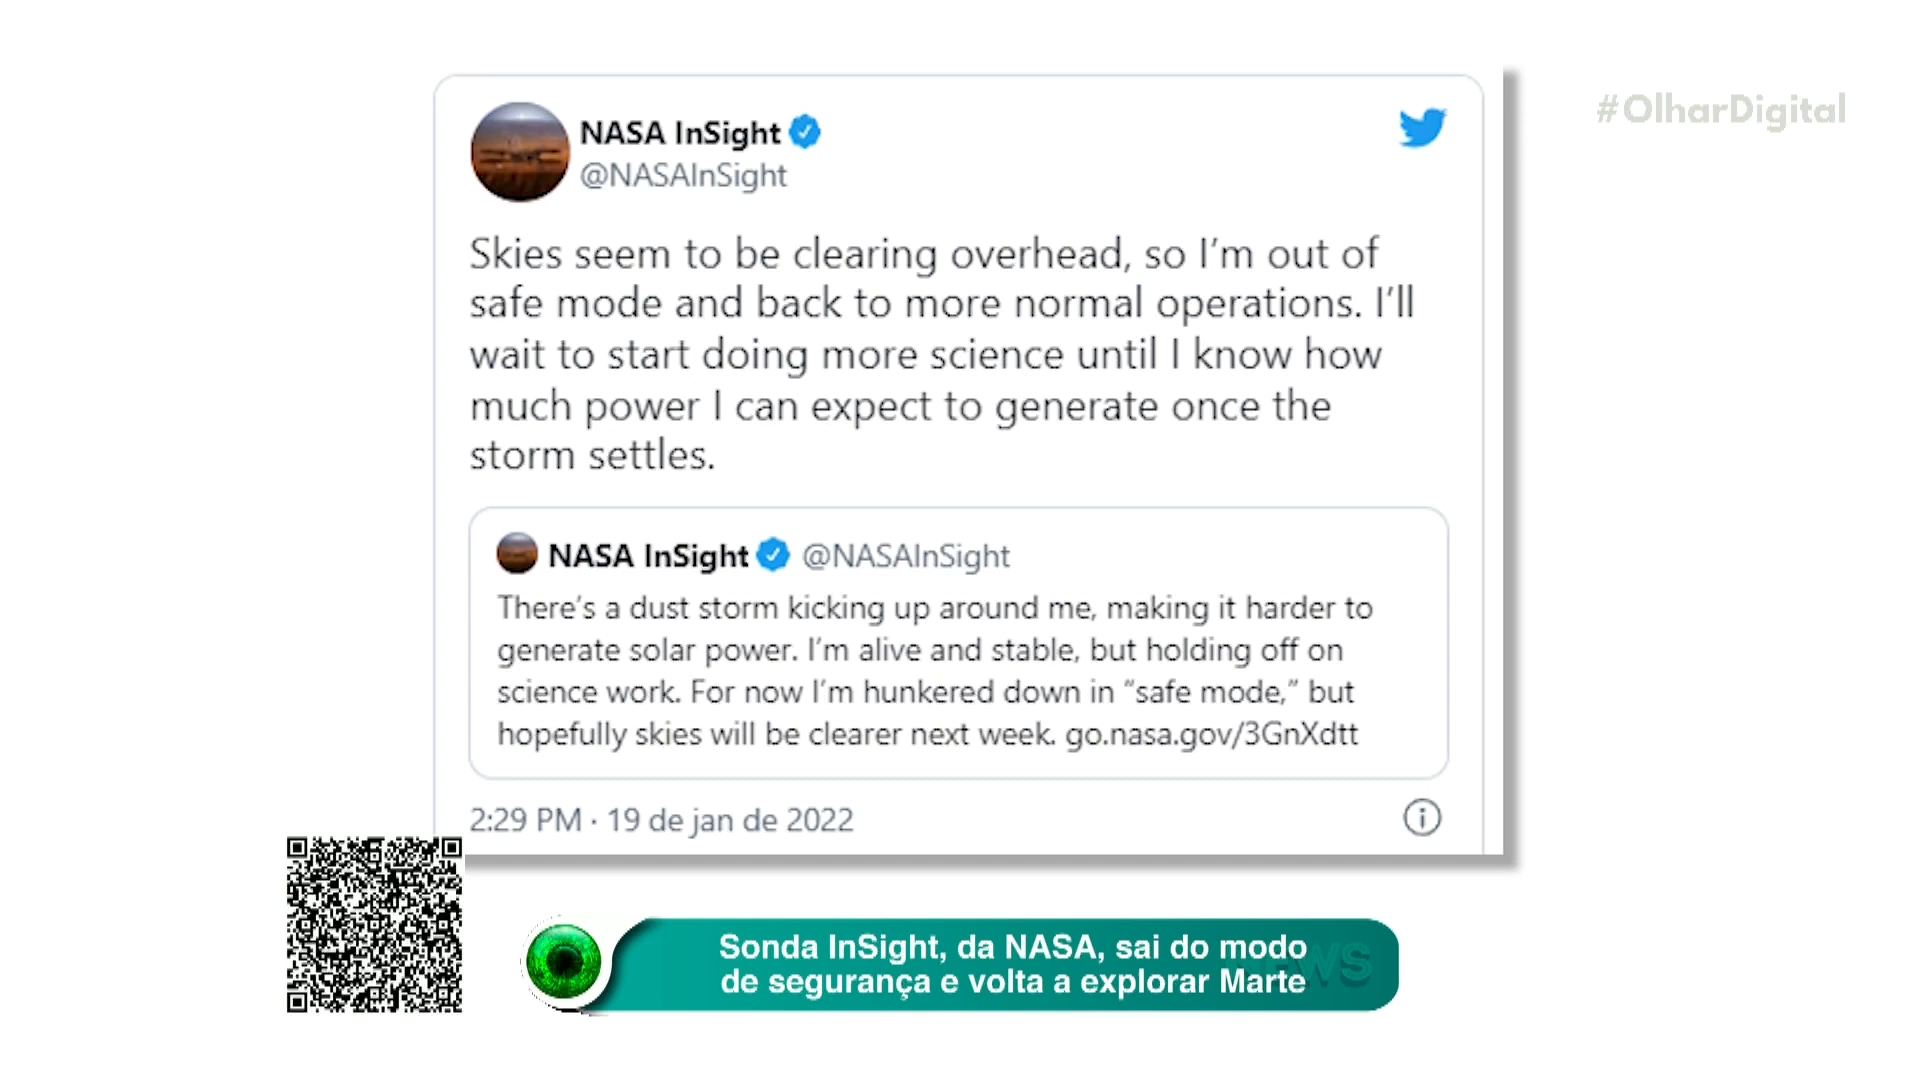 #OlharDigital
NASA InSight
@NASAInSight
Skies seem to be clearing overhead, so I’m out of
safe mode and back to more normal operations. I’ll
wait to start doing more science until I know how
much power I can expect to generate once the
storm settles.
NASA InSight @NASAInSight
There’s a dust storm kicking up around me, making it harder to
generate solar power. I’m alive and stable, but holding off on
science work. For now I’m hunkered down in “safe mode,” but
hopefully skies will be clearer next week. go.nasa.gov/3GnXdtt
2:29 PM · 19 de jan de 2022
Sonda InSight, da NASA, sai do modo
de segurança e volta a explorar Marte